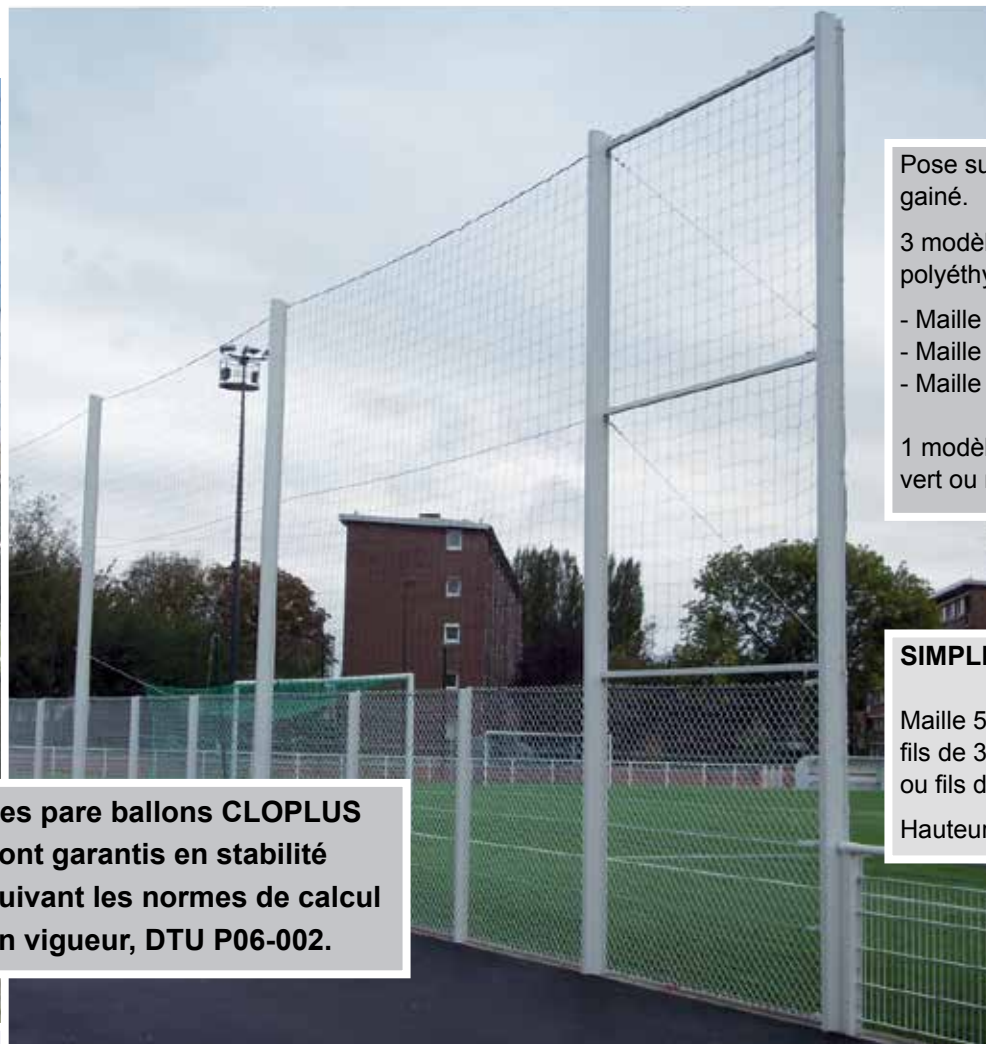 es pare ballons CLOPLUS
ont garantis en stabilité
uivant les normes de calcul
n vigueur, DTU P06-002.
Pose su
gainé.
3 modèl
polyéthy
- Maille
- Maille
- Maille
1 modèl
vert ou
SIMPL
Maille 5
fils de 3
ou fils d
Hauteur